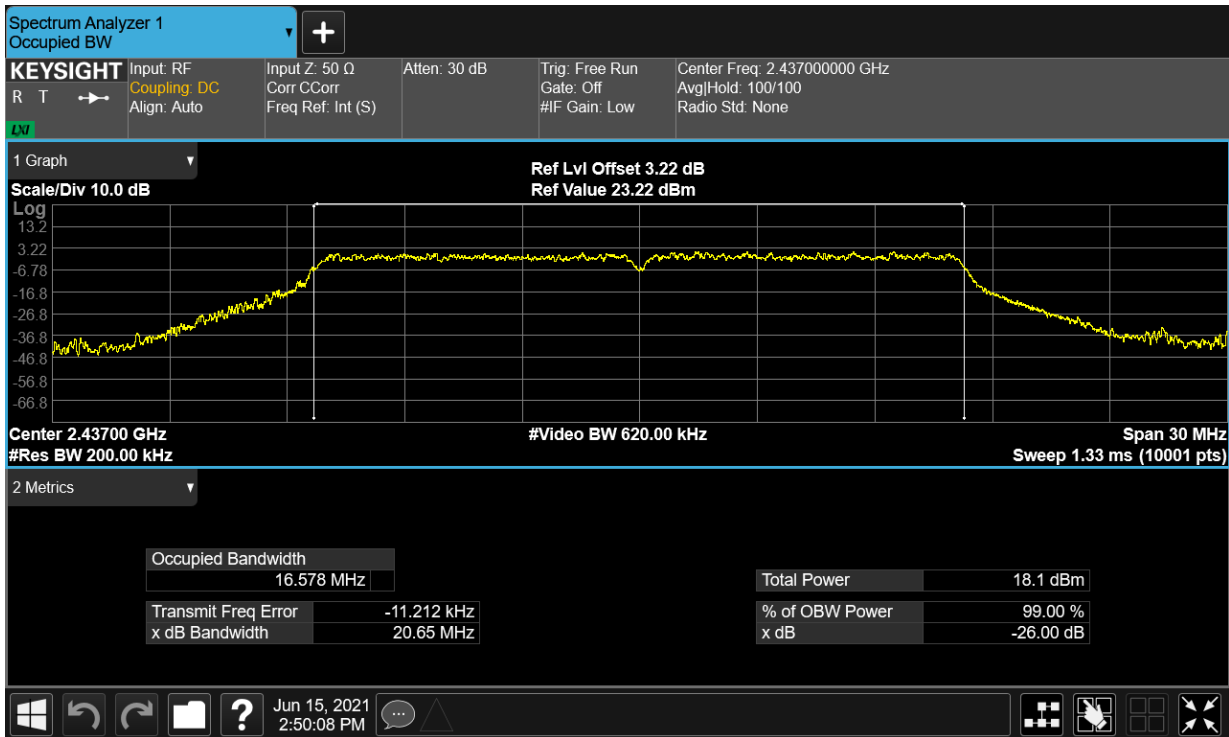 Spectrum Analyzer 1
Occupied BW
KEYSIGHT
R T
LXI
Input: RF
Coupling: DC
Align: Auto
Input Z: 50 Ω
Corr CCorr
Freq Ref: Int (S)
Atten: 30 dB
Trig: Free Run
Gate: Off
#IF Gain: Low
Center Freq: 2.437000000 GHz
Avg|Hold: 100/100
Radio Std: None
1 Graph
Scale/Div 10.0 dB
Ref Lvl Offset 3.22 dB
Ref Value 23.22 dBm
Log
13.2
3.22
-6.78
-16.8
-26.8
-36.8
-46.8
-56.8
-66.8
Center 2.43700 GHz
#Video BW 620.00 kHz
Span 30 MHz
#Res BW 200.00 kHz
Sweep 1.33 ms (10001 pts)
2 Metrics
Occupied Bandwidth
16.578 MHz
Total Power 18.1 dBm
Transmit Freq Error -11.212 kHz
% of OBW Power 99.00 %
x dB Bandwidth 20.65 MHz
x dB -26.00 dB
?
Jun 15, 2021
2:50:08 PM